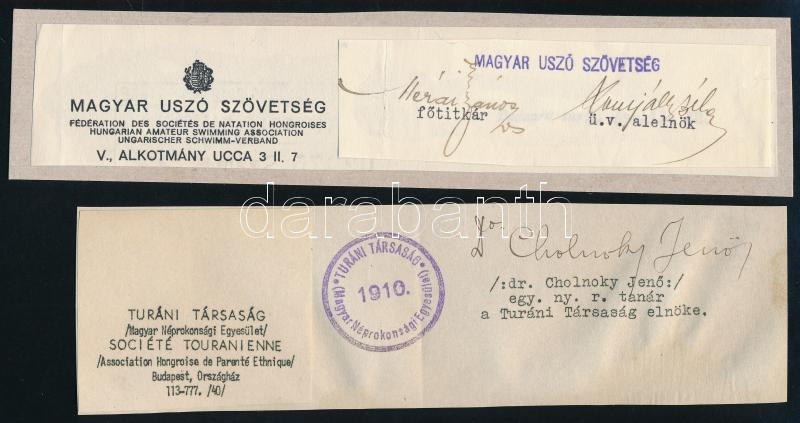 MAGYAR USZÓ SZÖVETSÉG
FÉDÉRATION DES SOCIÉTÉS DE NATATION HONGROISES
HUNGARIAN AMATEUR SWIMMING ASSOCIATION
UNGARISCHER SCHWIMM-VERBAND
V., ALKOTMÁNY UCCA 3 II. 7
MAGYAR USZÓ SZÖVETSÉG
főtitkár
ü.v. alelnök
darabanth
TURÁNI TÁRSASÁG
/Magyar Néprokonsági Egyesület/
SOCIÉTÉ TOURANIENNE
/Association Hongroise de Parenté Ethnique/
Budapest, Országház
113-777. /40/
TURÁNI TÁRSASÁG
1910.
(Magyar Néprokonsági Egyesület)
Dr Cholnoky Jenő
/:dr. Cholnoky Jenő:/
egy. ny. r. tanár
a Turáni Társaság elnöke.